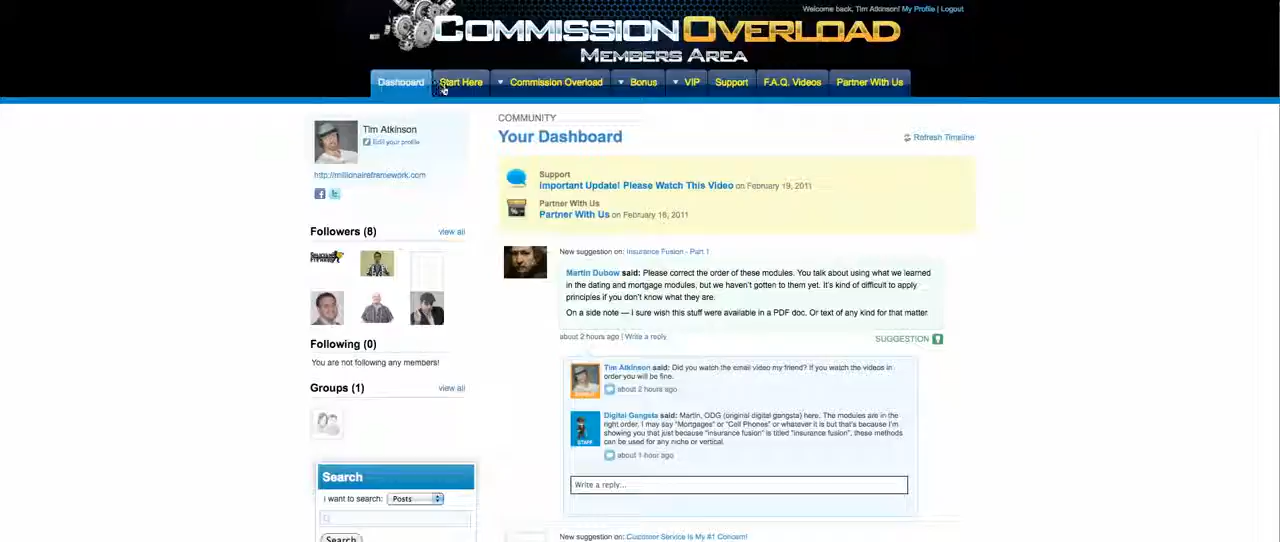 Welcome back, Tim Atkinson! My Profile | Logout
COMMISSION OVERLOAD
MEMBERS AREA
Dashboard Start Here Commission Overload Bonus VIP Support F.A.Q. Videos Partner With Us
Tim Atkinson
Edit your profile
http://millionaireframework.com
Followers (8) view all
Following (0)
You are not following any members!
Groups (1) view all
Search
I want to search: Posts
Search
COMMUNITY
Your Dashboard
Refresh Timeline
Support
Important Update! Please Watch This Video on February 19, 2011
Partner With Us
Partner With Us on February 16, 2011
New suggestion on: Insurance Fusion - Part 1
Martin Dubow said: Please correct the order of these modules. You talk about using what we learned
in the dating and mortgage modules, but we haven't gotten to them yet. It's kind of difficult to apply
principles if you don't know what they are.
On a side note — I sure wish this stuff were available in a PDF doc. Or text of any kind for that matter.
about 2 hours ago | Write a reply
SUGGESTION
Tim Atkinson said: Did you watch the email video my friend? If you watch the videos in
order you will be fine.
about 2 hours ago
Digital Gangsta said: Martin, ODG (original digital gangsta) here. The modules are in the
right order. I may say "Mortgages" or "Cell Phones" or whatever it is but that's because I'm
showing you that just because "insurance fusion" is titled "insurance fusion", these methods
can be used for any niche or vertical.
STAFF
about 1 hour ago
Write a reply...
New suggestion on: Customer Service Is My #1 Concern!